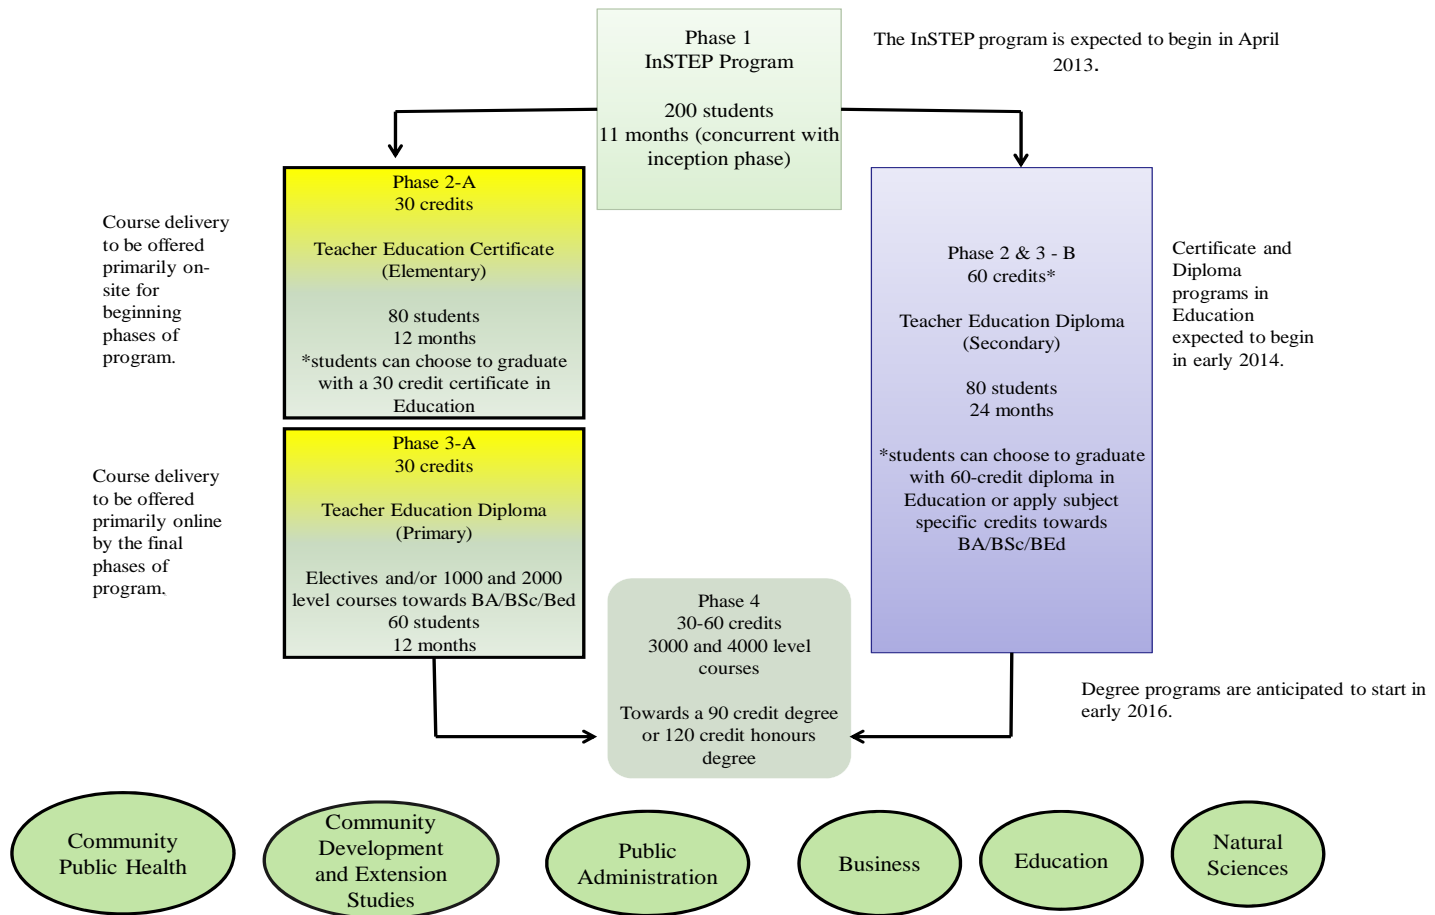 Phase 1
InSTEP Program
200 students
11 months (concurrent with
inception phase)
The InSTEP program is expected to begin in April
2013.
Course delivery
to be offered
primarily on-
site for
beginning
phases of
program.
Phase 2-A
30 credits
Teacher Education Certificate
(Elementary)
80 students
12 months
*students can choose to graduate
with a 30 credit certificate in
Education
Phase 2 & 3 - B
60 credits*
Teacher Education Diploma
(Secondary)
80 students
24 months
*students can choose to graduate
with 60-credit diploma in
Education or apply subject
specific credits towards
BA/BSc/BEd
Certificate and
Diploma
programs in
Education
expected to begin
in early 2014.
Course delivery
to be offered
primarily online
by the final
phases of
program.
Phase 3-A
30 credits
Teacher Education Diploma
(Primary)
Electives and/or 1000 and 2000
level courses towards BA/BSc/Bed
60 students
12 months
Phase 4
30-60 credits
3000 and 4000 level
courses
Towards a 90 credit degree
or 120 credit honours
degree
Degree programs are anticipated to start in
early 2016.
Community
Public Health
Community
Development
and Extension
Studies
Public
Administration
Business
Education
Natural
Sciences